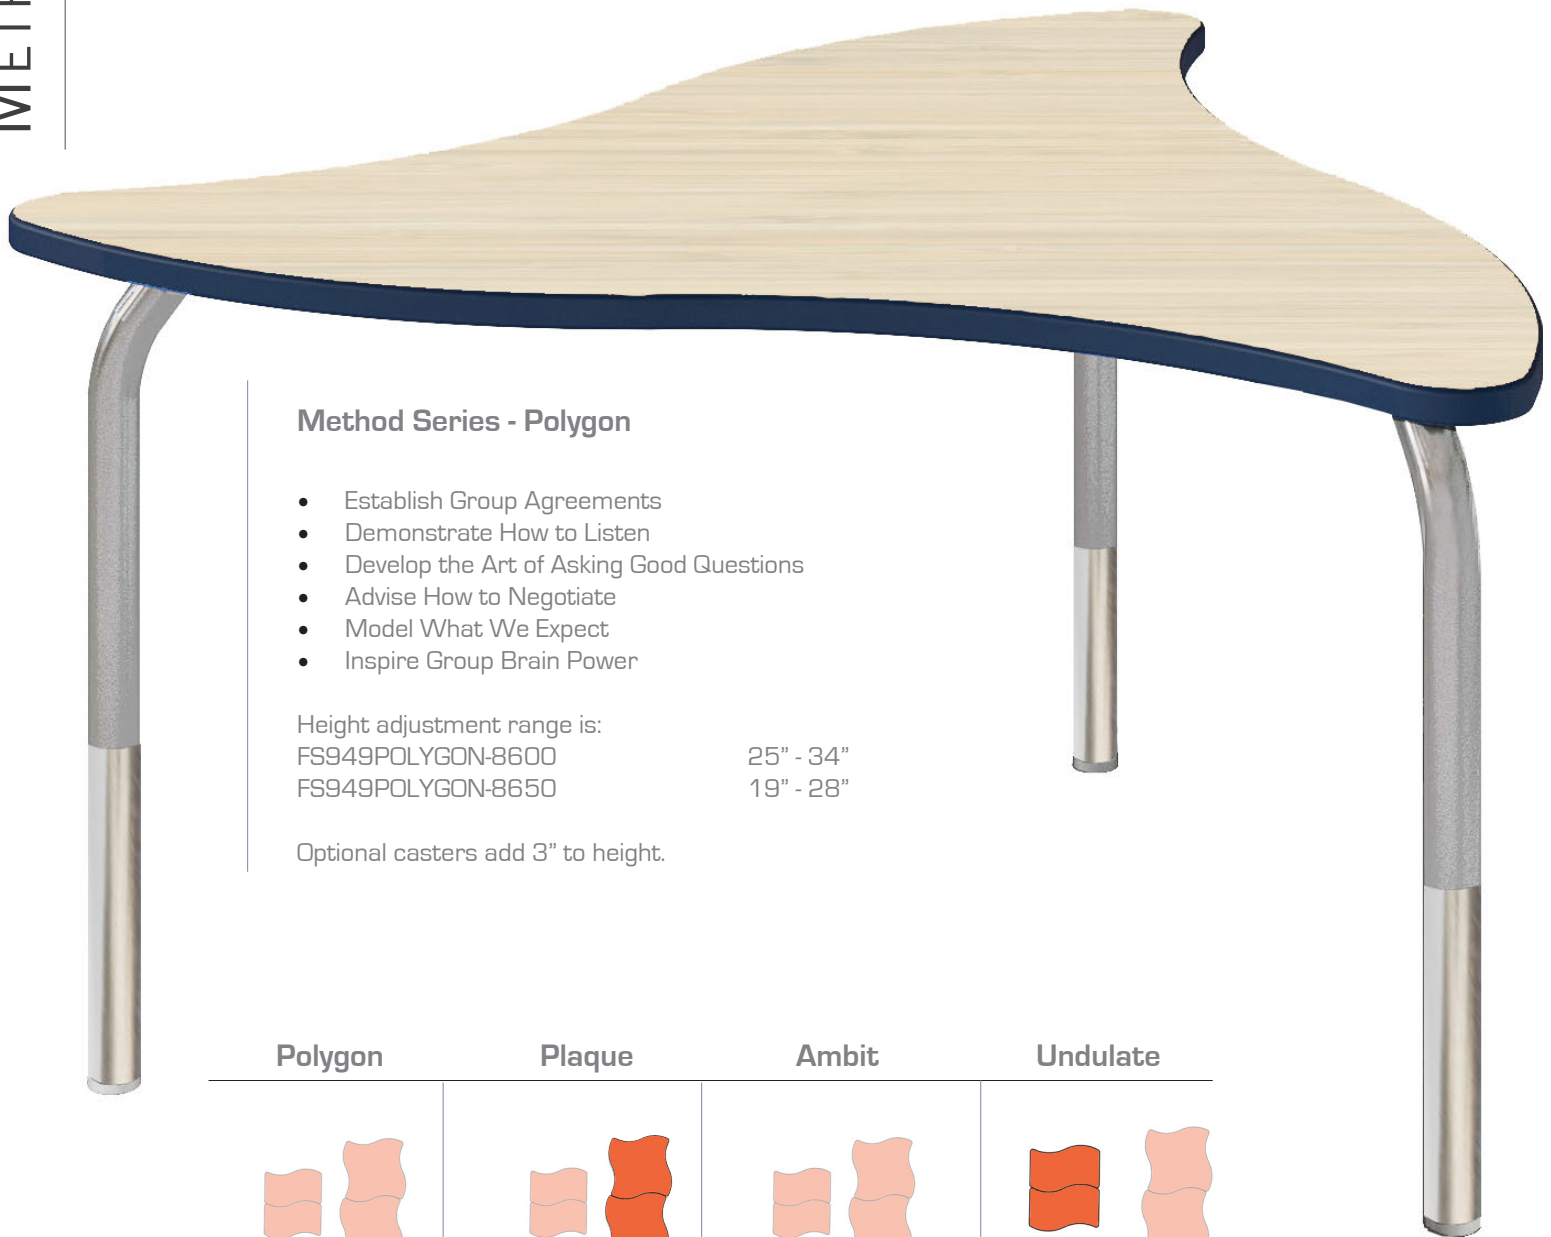 Method Series - Polygon
• Establish Group Agreements
• Demonstrate How to Listen
• Develop the Art of Asking Good Questions
• Advise How to Negotiate
• Model What We Expect
• Inspire Group Brain Power
Height adjustment range is:
FS949POLYGON-8600 25” - 34”
FS949POLYGON-8650 19” - 28”
Optional casters add 3” to height.
Polygon Plaque Ambit Undulate